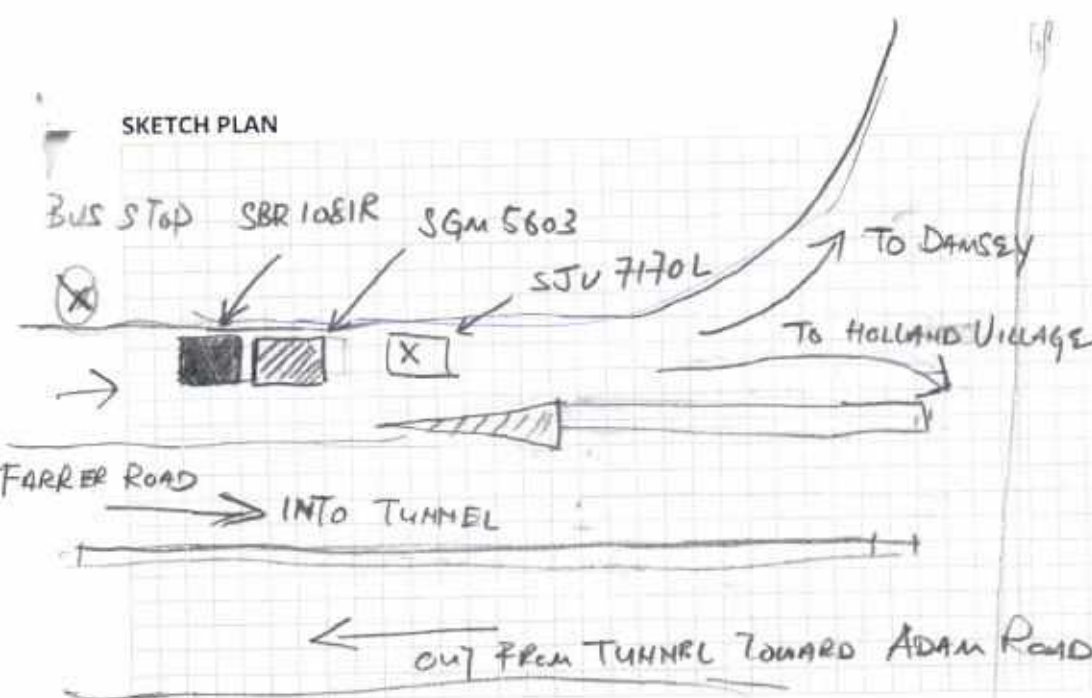 SKETCH PLAN
BUS STOP SBR 1081R SGM 5603
SJU 7170L
TO DAMSEY
TO HOLLAND VILLAGE
X
FARRER ROAD
INTO TUNNEL
OUT FROM TUNNEL TOWARD ADAM ROAD